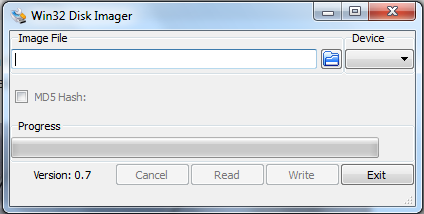 Win32 Disk Imager
Image File Device
MD5 Hash:
Progress
Version: 0.7 Cancel Read Write Exit